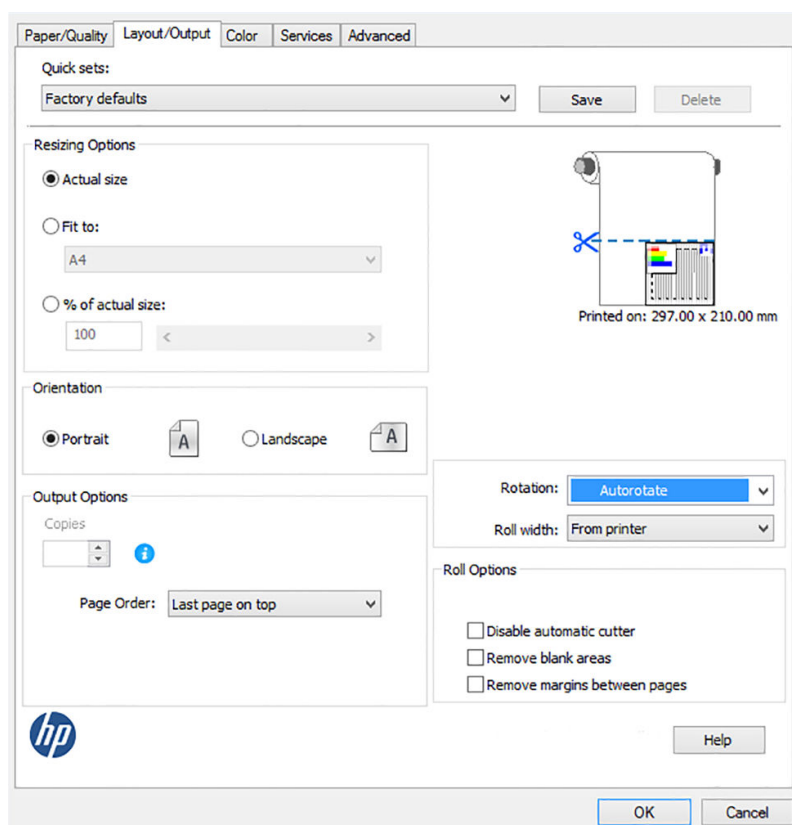 Paper/Quality Layout/Output Color Services Advanced
Quick sets:
Factory defaults Save Delete
Resizing Options
Actual size
Fit to:
A4
% of actual size:
100
Printed on: 297.00 x 210.00 mm
Orientation
Portrait A Landscape A
Rotation: Autorotate
Roll width: From printer
Output Options
Copies
i
Page Order: Last page on top
Roll Options
Disable automatic cutter
Remove blank areas
Remove margins between pages
hp
Help
OK Cancel